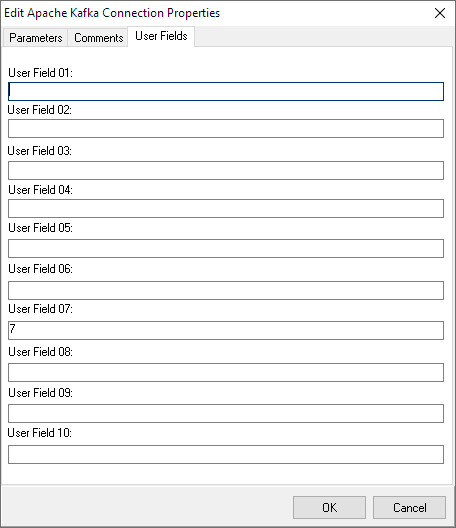 Edit Apache Kafka Connection Properties
Parameters Comments User Fields
User Field 01:
User Field 02:
User Field 03:
User Field 04:
User Field 05:
User Field 06:
User Field 07:
7
User Field 08:
User Field 09:
User Field 10:
OK Cancel